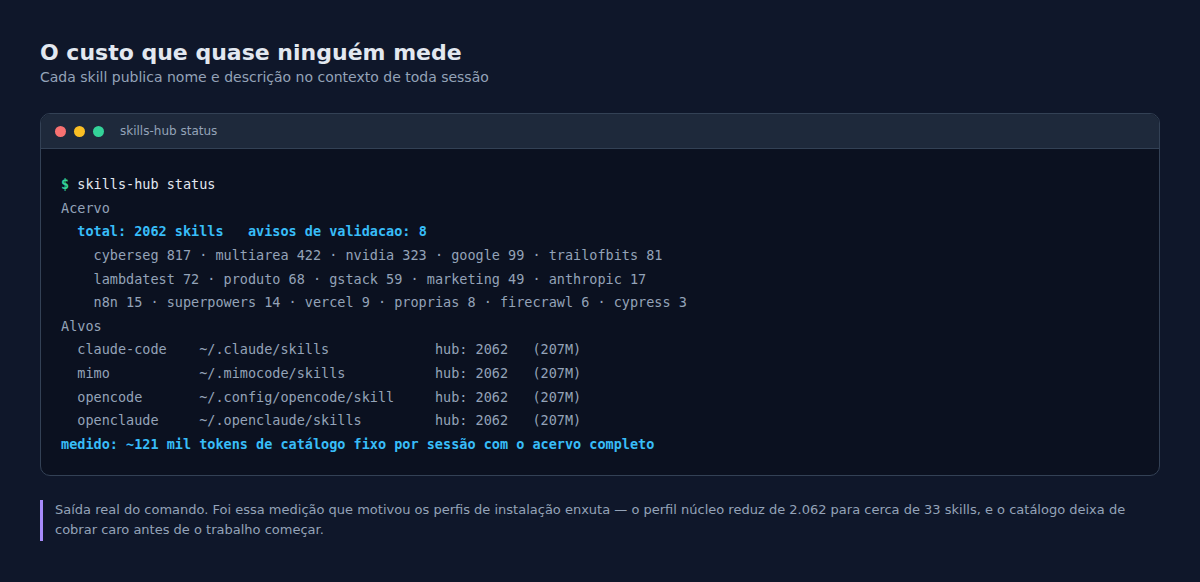 O custo que quase ninguém mede
Cada skill publica nome e descrição no contexto de toda sessão
skills-hub status
$ skills-hub status
Acervo
total: 2062 skills   avisos de validacao: 8
cyberseg 817 · multiarea 422 · nvidia 323 · google 99 · trailofbits 81
lambdatest 72 · produto 68 · gstack 59 · marketing 49 · anthropic 17
n8n 15 · superpowers 14 · vercel 9 · proprias 8 · firecrawl 6 · cypress 3
Alvos
claude-code    ~/.claude/skills             hub: 2062   (207M)
mimo           ~/.mimocode/skills           hub: 2062   (207M)
opencode       ~/.config/opencode/skill     hub: 2062   (207M)
openclaude     ~/.openclaude/skills         hub: 2062   (207M)
medido: ~121 mil tokens de catálogo fixo por sessão com o acervo completo
Saída real do comando. Foi essa medição que motivou os perfis de instalação enxuta — o perfil núcleo reduz de 2.062 para cerca de 33 skills, e o catálogo deixa de
cobrar caro antes de o trabalho começar.